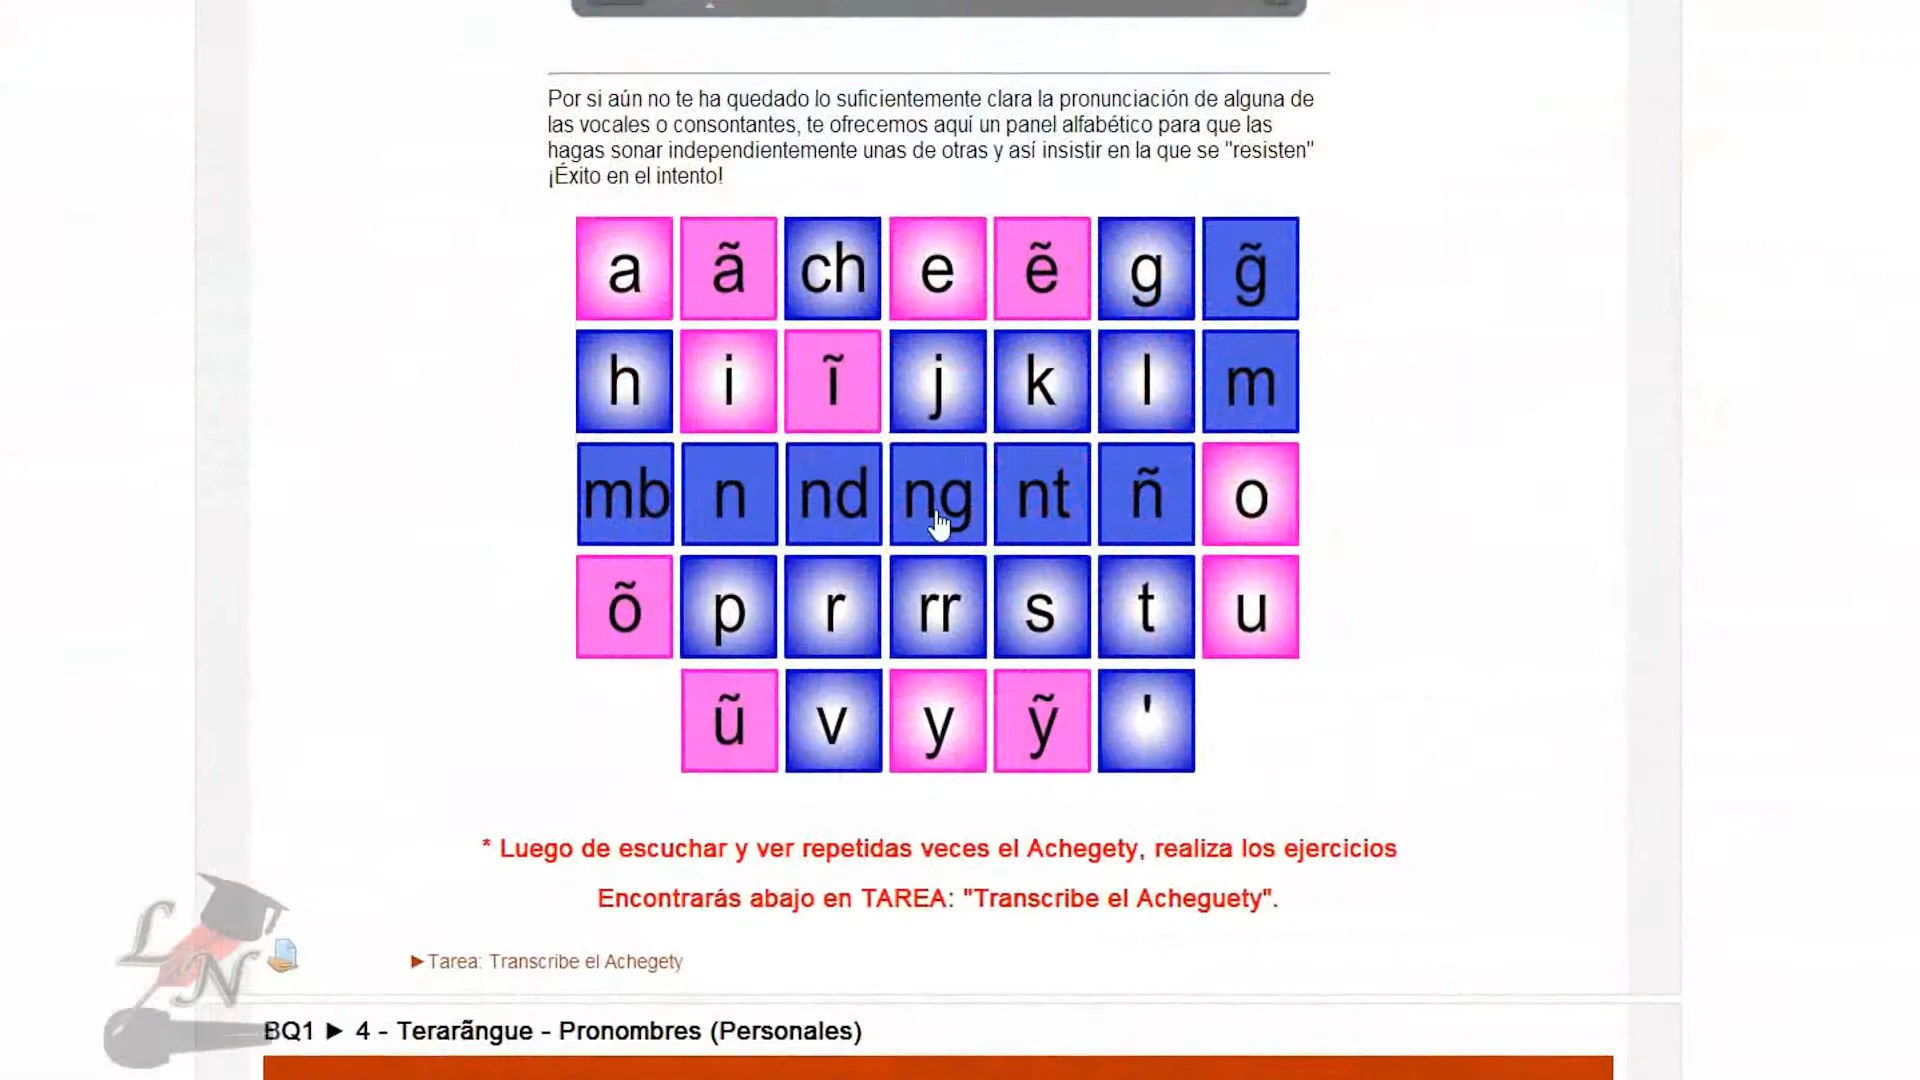 Por si aún no te ha quedado lo suficientemente clara la pronunciación de alguna de
las vocales o consontantes, te ofrecemos aquí un panel alfabético para que las
hagas sonar independientemente unas de otras y así insistir en la que se "resisten"
¡Éxito en el intento!
a ã ch e ẽ g g̃
h i ĩ j k l m
mb n nd ng nt ñ o
õ p r rr s t u
ũ v y ỹ '
* Luego de escuchar y ver repetidas veces el Achegety, realiza los ejercicios
Encontrarás abajo en TAREA: "Transcribe el Acheguety".
LN
►Tarea: Transcribe el Achegety
BQ1 ► 4 - Terarãngue - Pronombres (Personales)